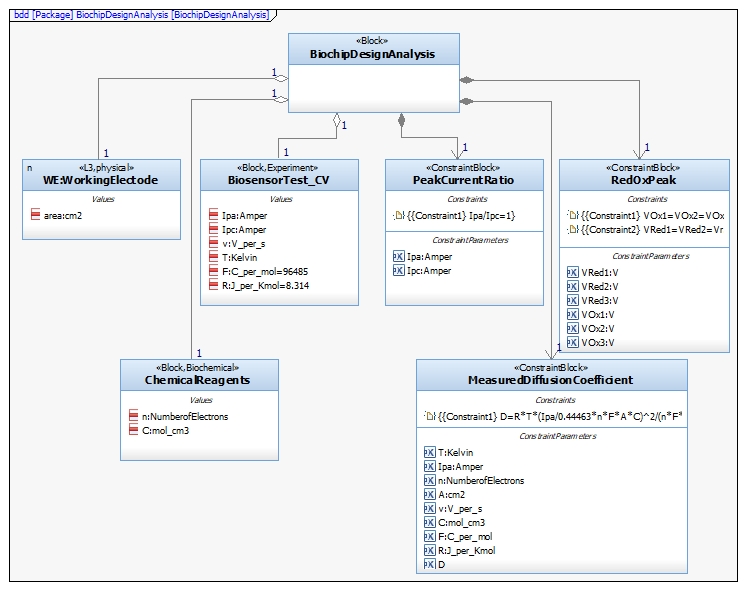 bdd [Package] BiochipDesignAnalysis [BiochipDesignAnalysis]
«Block»
BiochipDesignAnalysis
1
1
1
1
n «L3,physical»
WE:WorkingElectode
Values
area:cm2
1
«Block,Experiment»
BiosensorTest_CV
Values
Ipa:Amper
Ipc:Amper
v:V_per_s
T:Kelvin
F:C_per_mol=96485
R:J_per_Kmol=8.314
1
«ConstraintBlock»
PeakCurrentRatio
Constraints
{{Constraint1} Ipa/Ipc=1}
ConstraintParameters
Ipa:Amper
Ipc:Amper
1
«ConstraintBlock»
RedOxPeak
Constraints
{{Constraint1} VOx1=VOx2=VOx
{{Constraint2} VRed1=VRed2=Vr
ConstraintParameters
VRed1:V
VRed2:V
VRed3:V
VOx1:V
VOx2:V
VOx3:V
1
«Block,Biochemical»
ChemicalReagents
Values
n:NumberofElectrons
C:mol_cm3
1
«ConstraintBlock»
MeasuredDiffusionCoefficient
Constraints
{{Constraint1} D=R*T*(Ipa/0.44463*n*F*A*C)^2/(n*F*
ConstraintParameters
T:Kelvin
Ipa:Amper
n:NumberofElectrons
A:cm2
v:V_per_s
C:mol_cm3
F:C_per_mol
R:J_per_Kmol
D